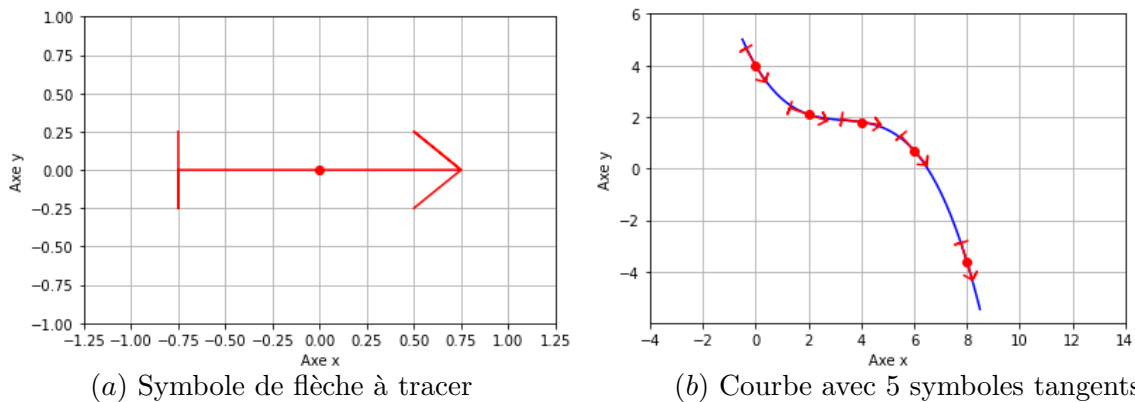 1.00
0.75
0.50
0.25
0.00
−0.25
−0.50
−0.75
−1.00
Axe y
−1.25 −1.00 −0.75 −0.50 −0.25 0.00 0.25 0.50 0.75 1.00 1.25
Axe x
(a) Symbole de flèche à tracer
6
4
2
0
−2
−4
Axe y
−4 −2 0 2 4 6 8 10 12 14
Axe x
(b) Courbe avec 5 symboles tangents